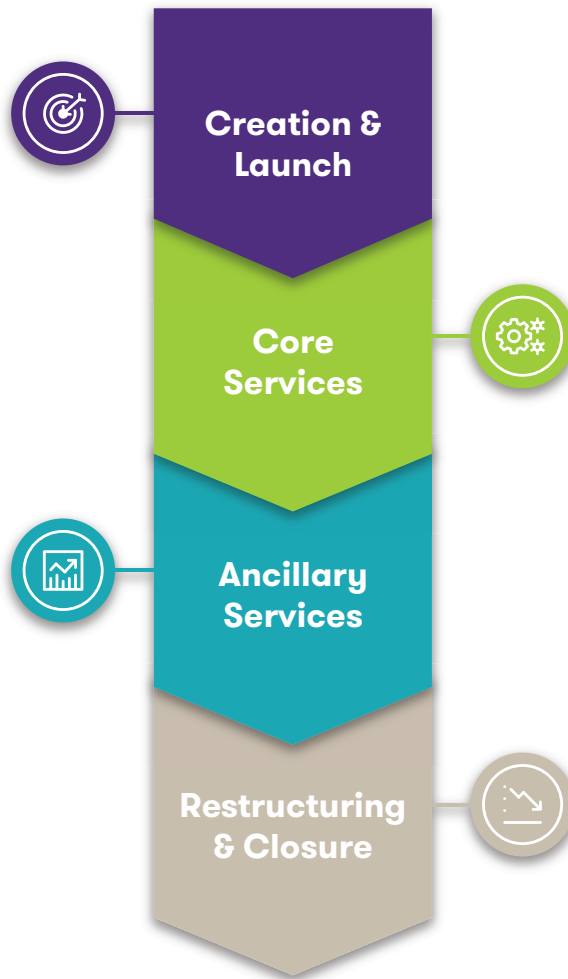 Creation &
Launch
Core
Services
Ancillary
Services
Restructuring
& Closure